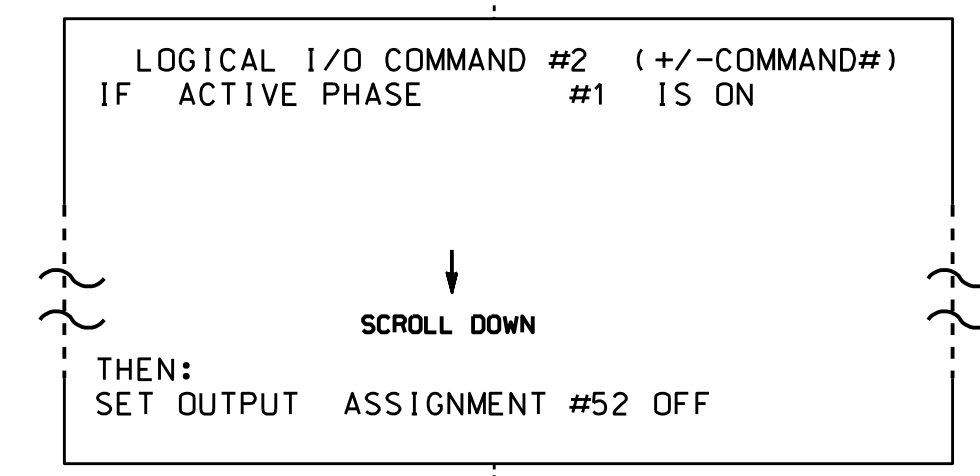 LOGICAL I/O COMMAND #2 (+/-COMMAND#)
IF ACTIVE PHASE #1 IS ON
SCROLL DOWN
THEN:
SET OUTPUT ASSIGNMENT #52 OFF